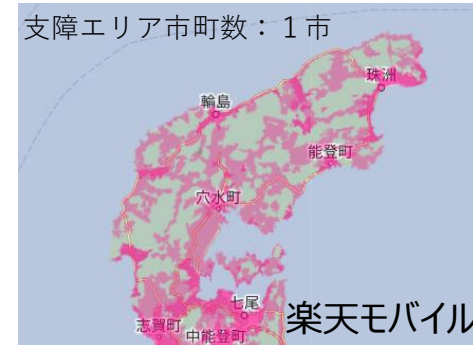 支障エリア市町数：１市
珠洲
輪島
能登町
穴水町
七尾
楽天モバイル
志賀町
中能登町